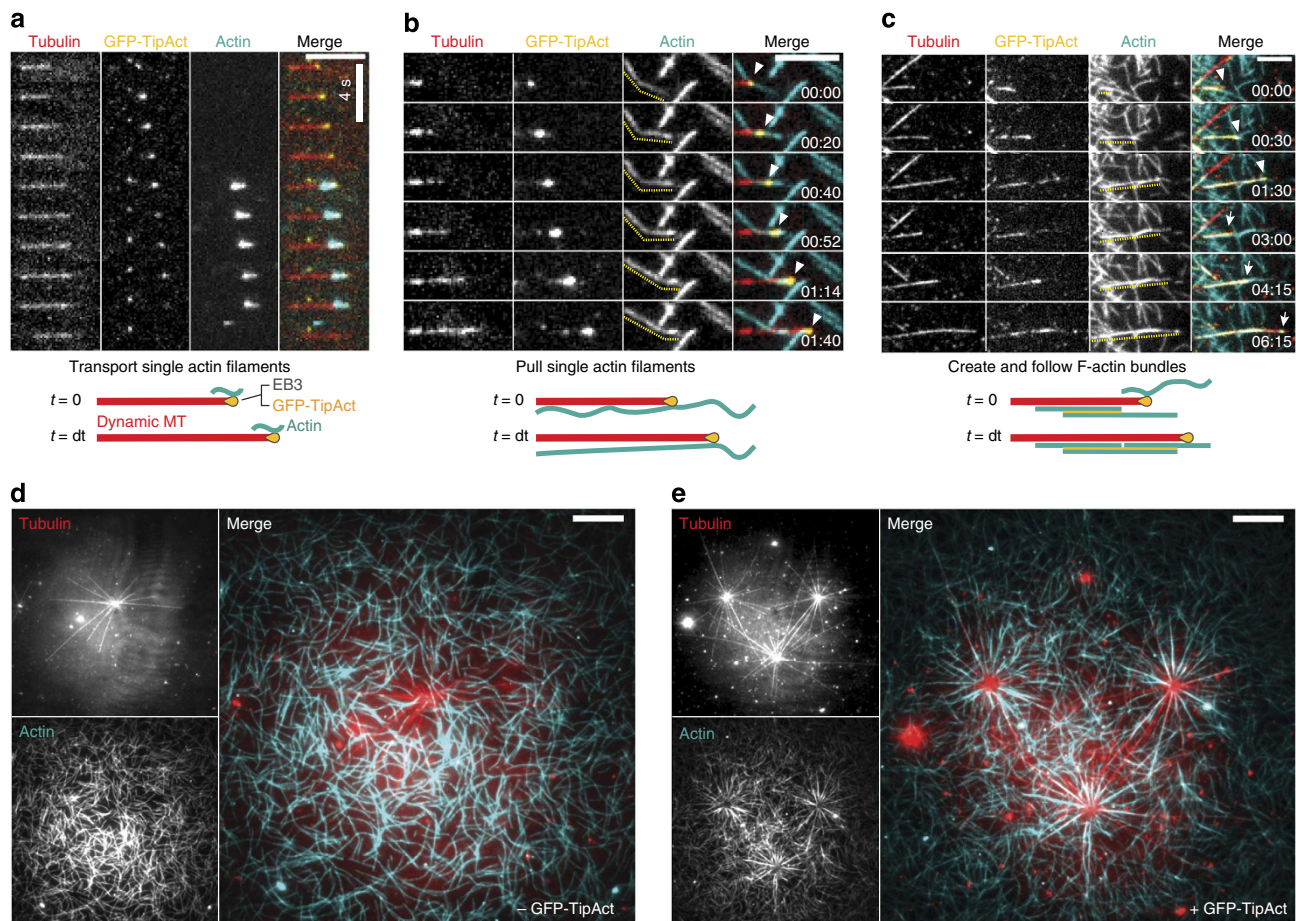 a
Tubulin GFP-TipAct Actin Merge
4 s
Transport single actin filaments
t = 0
EB3
GFP-TipAct
Dynamic MT
Actin
t = dt
b
Tubulin GFP-TipAct Actin Merge
00:00
00:20
00:40
00:52
01:14
01:40
Pull single actin filaments
t = 0
t = dt
c
Tubulin GFP-TipAct Actin Merge
00:00
00:30
01:30
03:00
04:15
06:15
Create and follow F-actin bundles
t = 0
t = dt
d
Tubulin
Merge
Actin
– GFP-TipAct
e
Tubulin
Merge
Actin
+ GFP-TipAct